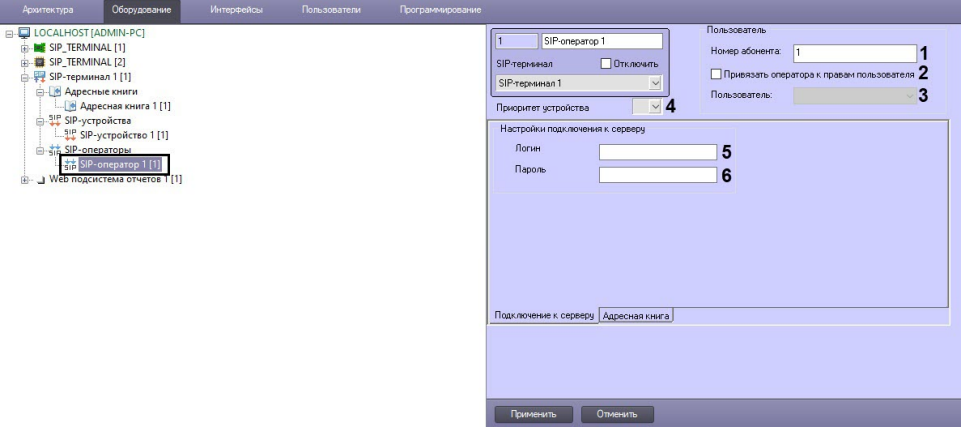 Архитектура Оборудование Интерфейсы Пользователи Программирование
LOCALHOST [ADMIN-PC]
SIP_TERMINAL [1]
SIP_TERMINAL [2]
SIP-терминал 1 [1]
Адресные книги
Адресная книга 1 [1]
SIP SIP-устройства
SIP SIP-устройство 1 [1]
SIP SIP-операторы
SIP SIP-оператор 1 [1]
Web подсистема отчетов 1 [1]
1 SIP-оператор 1
SIP-терминал Отключить
SIP-терминал 1
Приоритет устройства 4
Пользователь
Номер абонента: 1 1
Привязать оператора к правам пользователя 2
Пользователь: 3
Настройки подключения к серверу
Логин 5
Пароль 6
Подключение к серверу Адресная книга
Применить Отменить